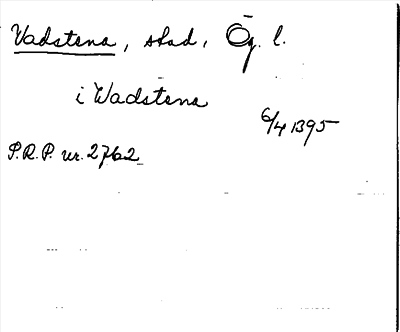 Vadstena, stad, Ög. l.
i Wadstena
6/4 1395
P.R.P. nr. 2762